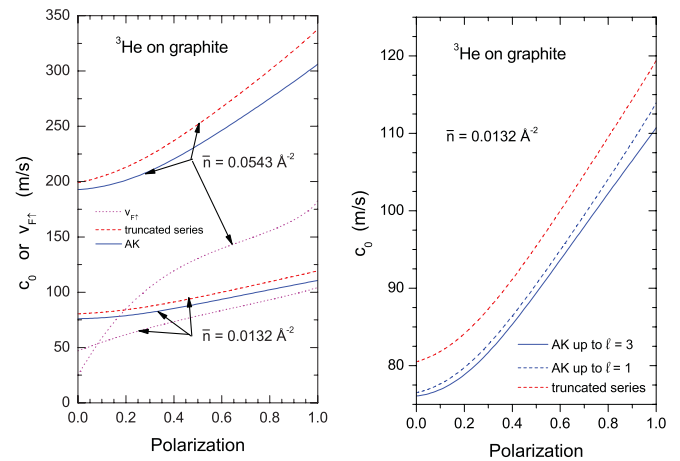 ³He on graphite
n̄ = 0.0543 Å⁻²
v_F↑
truncated series
AK
n̄ = 0.0132 Å⁻²
350
300
250
200
150
100
50
0
c₀ or v_F↑ (m/s)
0.0 0.2 0.4 0.6 0.8 1.0
Polarization
³He on graphite
n̄ = 0.0132 Å⁻²
AK up to ℓ = 3
AK up to ℓ = 1
truncated series
120
110
100
90
80
c₀ (m/s)
0.0 0.2 0.4 0.6 0.8 1.0
Polarization